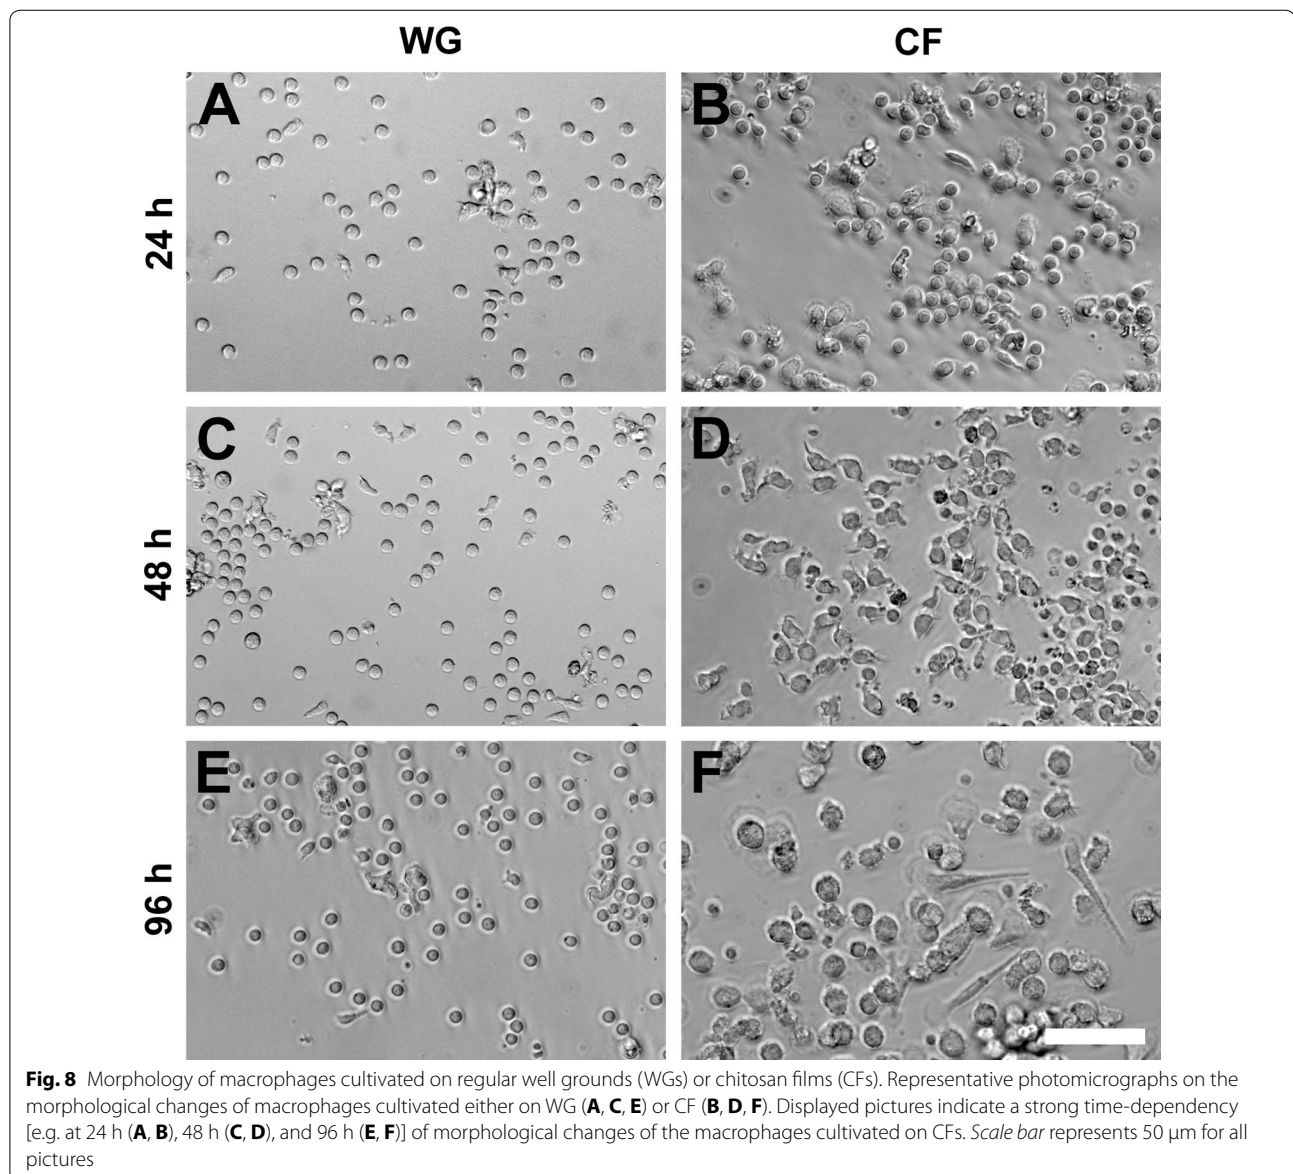 WG CF
A B
24 h
C D
48 h
E F
96 h
Fig. 8 Morphology of macrophages cultivated on regular well grounds (WGs) or chitosan films (CFs). Representative photomicrographs on the
morphological changes of macrophages cultivated either on WG (A, C, E) or CF (B, D, F). Displayed pictures indicate a strong time-dependency
[e.g. at 24 h (A, B), 48 h (C, D), and 96 h (E, F)] of morphological changes of the macrophages cultivated on CFs. Scale bar represents 50 µm for all
pictures